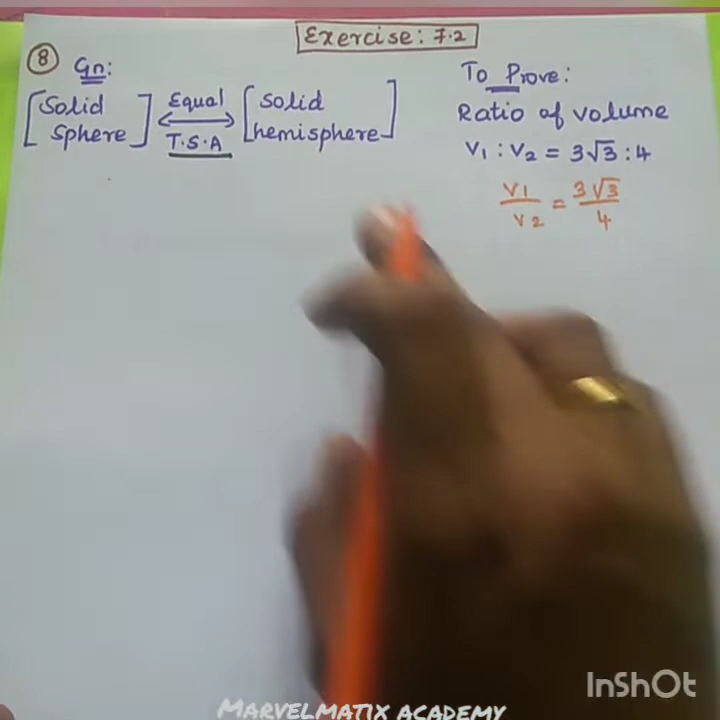 Exercise: 7.2
8 Gn:
[Solid Sphere] Equal T.S.A [Solid hemisphere]
To Prove:
Ratio of volume
V1 : V2 = 3√3 : 4
V1/V2 = 3√3/4
InShOt
MARVELMATIX ACADEMY